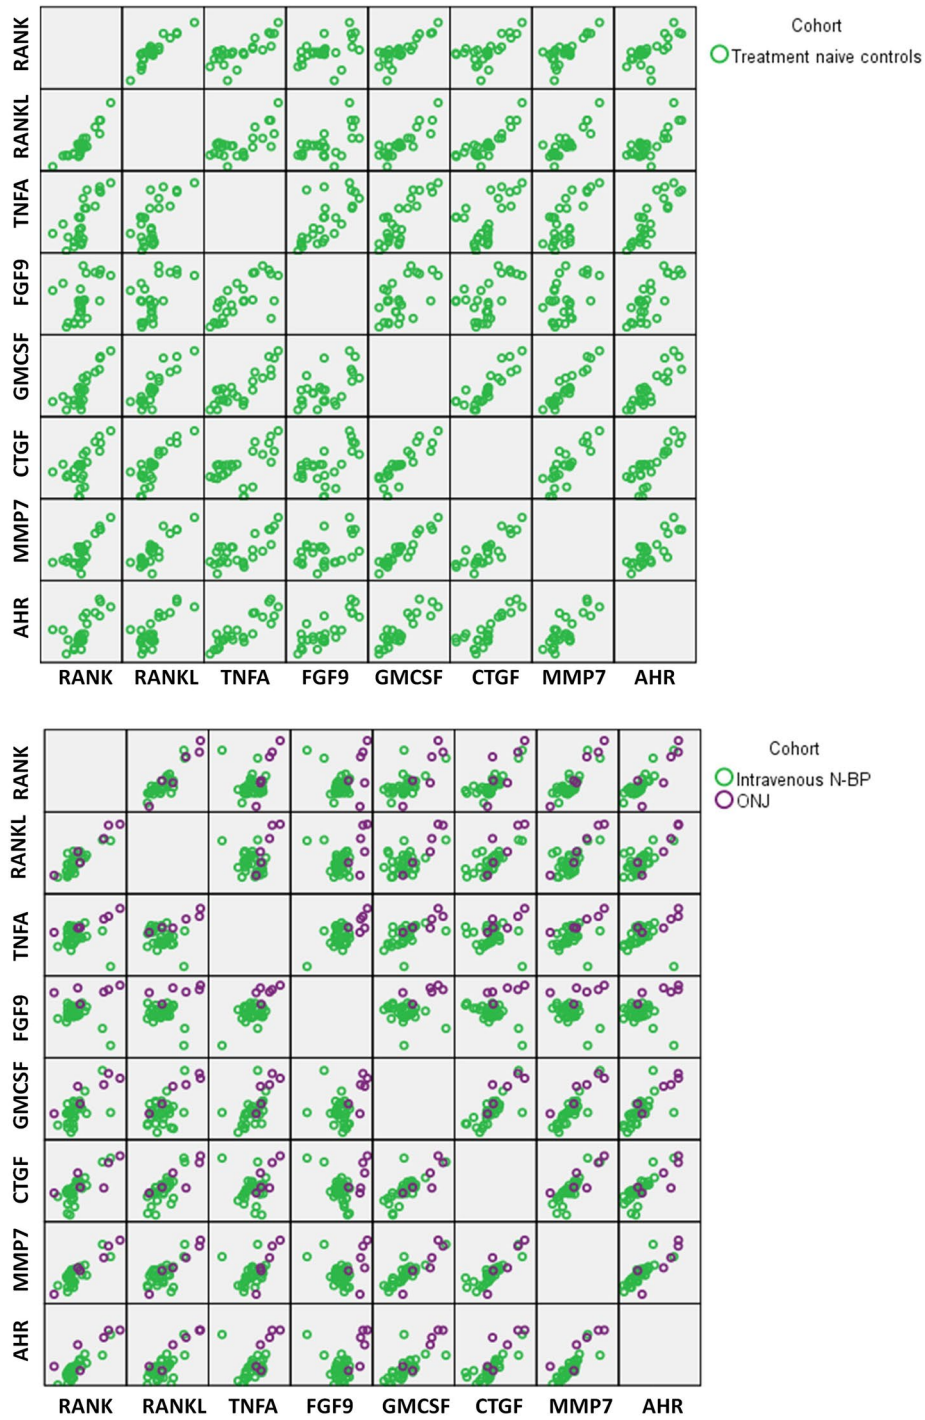 Cohort
Treatment naive controls
RANK
RANKL
TNFA
FGF9
GMCSF
CTGF
MMP7
AHR
RANK RANKL TNFA FGF9 GMCSF CTGF MMP7 AHR
Cohort
Intravenous N-BP
ONJ
RANK
RANKL
TNFA
FGF9
GMCSF
CTGF
MMP7
AHR
RANK RANKL TNFA FGF9 GMCSF CTGF MMP7 AHR